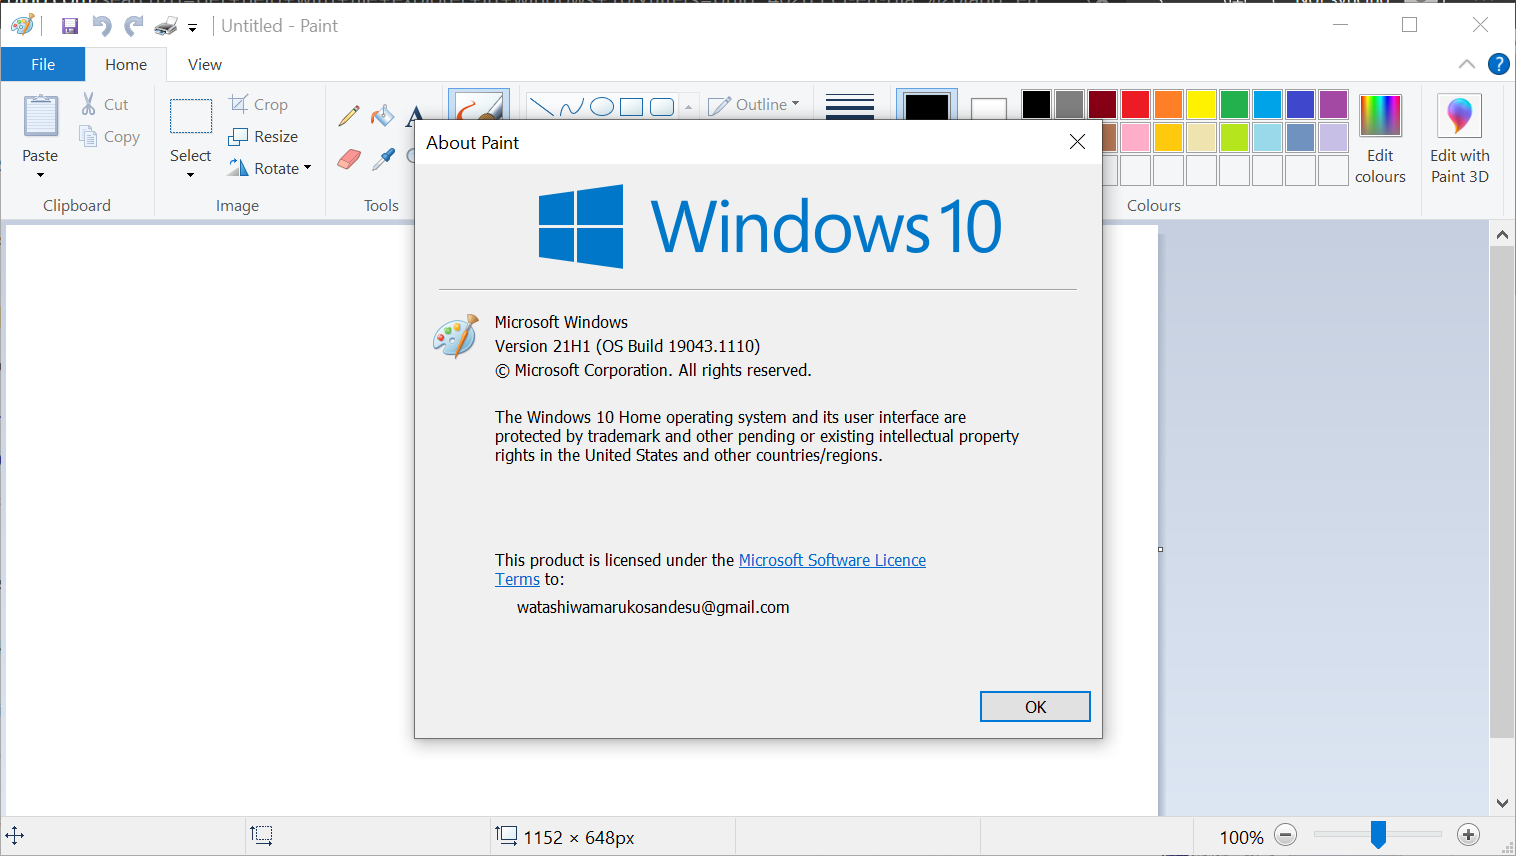 Untitled - Paint
File
Home
View
Paste
Cut
Copy
Clipboard
Select
Crop
Resize
Rotate
Image
A
Tools
Outline
Edit
colours
Edit with
Paint 3D
Colours
?
About Paint
Windows 10
Microsoft Windows
Version 21H1 (OS Build 19043.1110)
© Microsoft Corporation. All rights reserved.
The Windows 10 Home operating system and its user interface are
protected by trademark and other pending or existing intellectual property
rights in the United States and other countries/regions.
This product is licensed under the Microsoft Software Licence
Terms to:
watashiwamarukosandesu@gmail.com
OK
1152 × 648px
100%